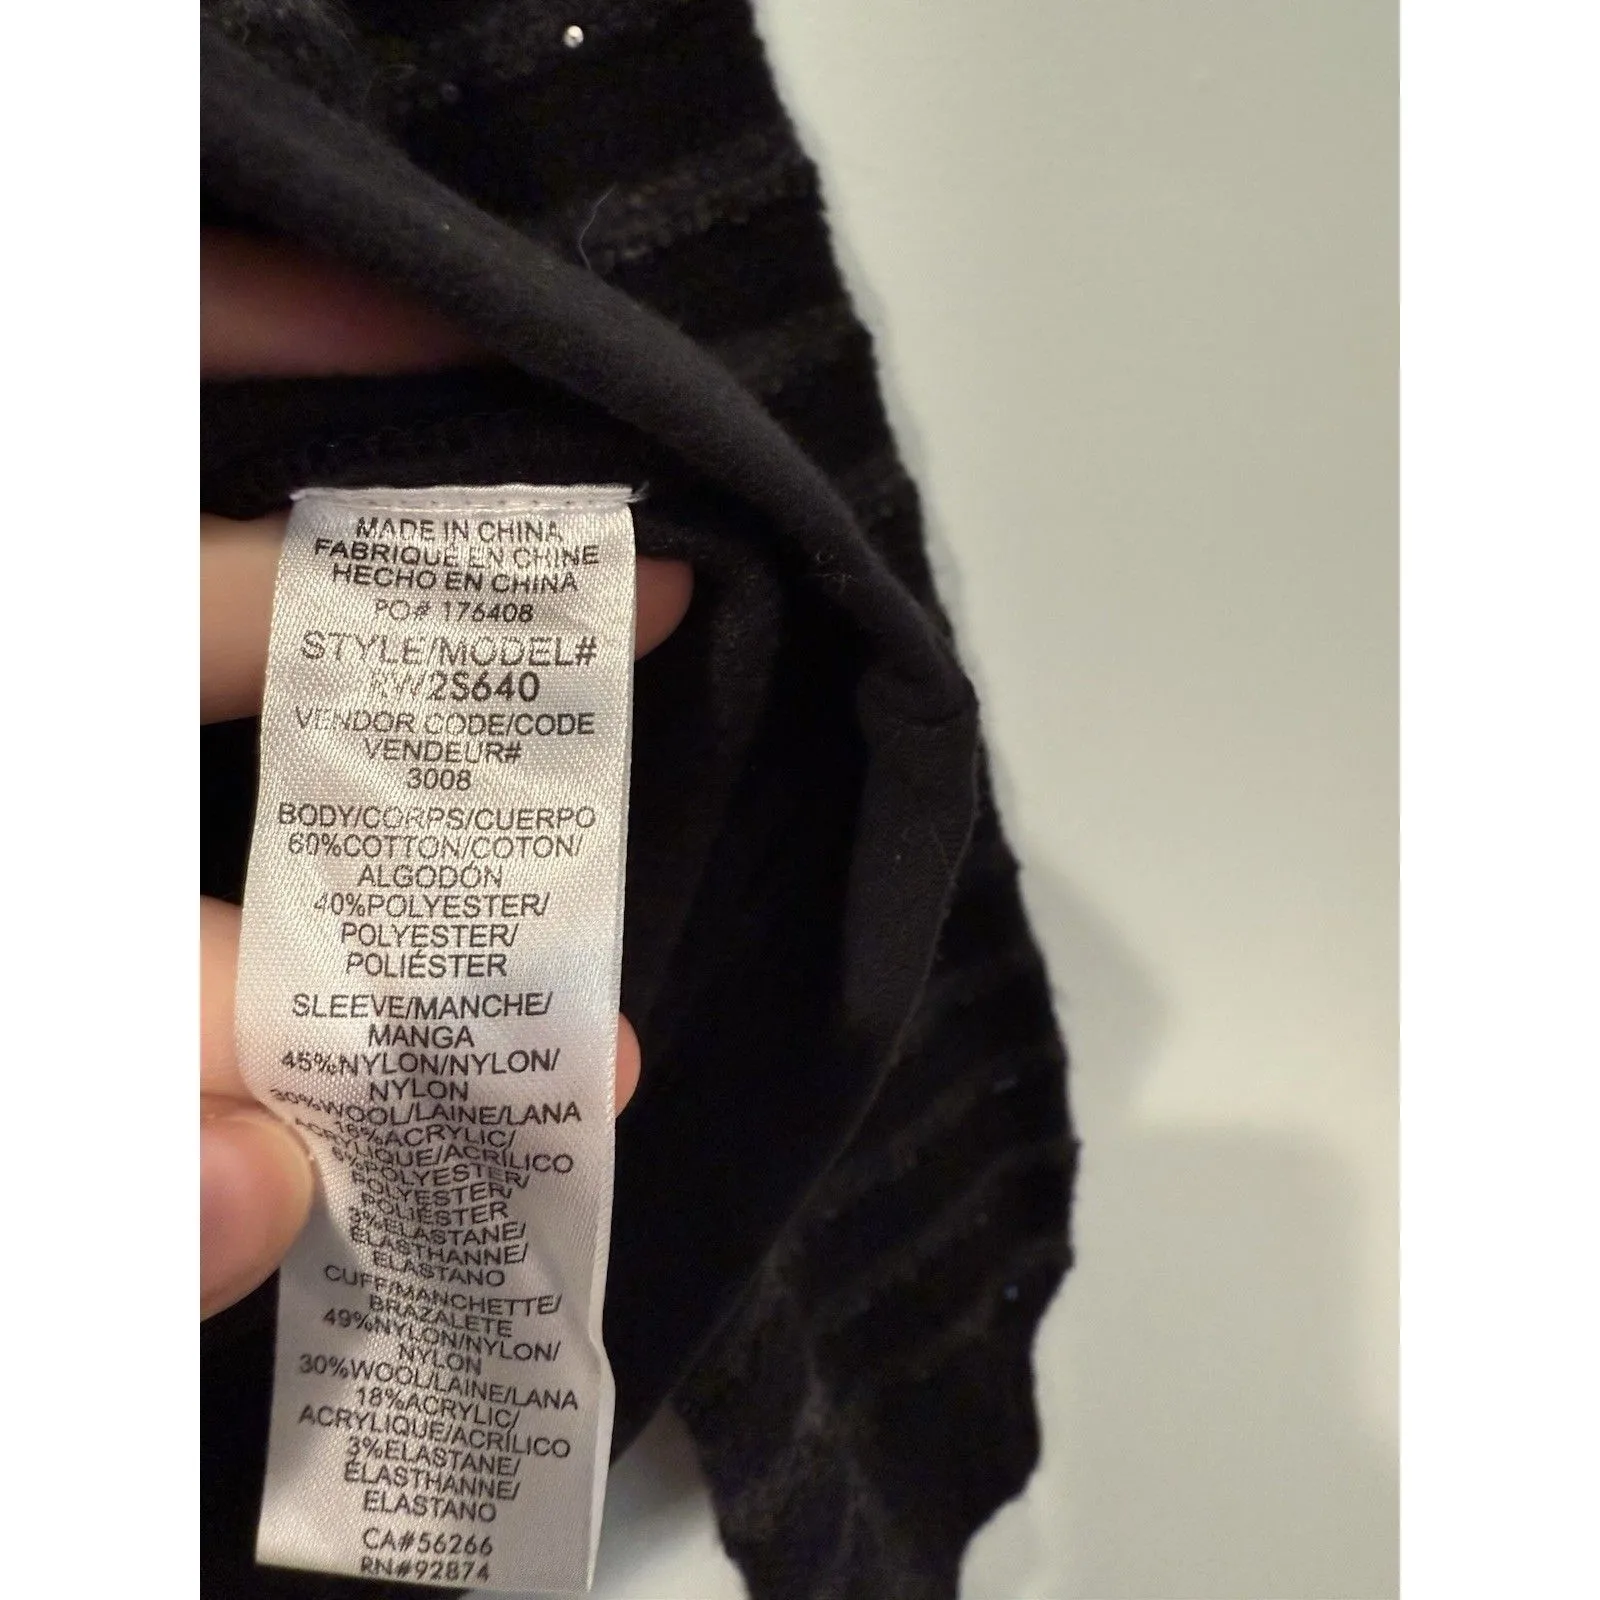 MADE IN CHINA
FABRIQUÉ EN CHINE
HECHO EN CHINA
PO# 176408
STYLE/MODEL#
RW2S640
VENDOR CODE/CODE
VENDEUR#
3008
BODY/CORPS/CUERPO
60%COTTON/COTON/
ALGODÓN
40%POLYESTER/
POLYESTER/
POLIÉSTER
SLEEVE/MANCHE/
MANGA
45%NYLON/NYLON/
NYLON
30%WOOL/LAINE/LANA
18%ACRYLIC/
ACRYLIQUE/ACRÍLICO
POLYESTER/
POLYESTER/
POLIÉSTER
3%ELASTANE/
ÉLASTHANNE/
ELASTANO
CUFF/MANCHETTE/
BRAZALETE
49%NYLON/NYLON/
NYLON
30%WOOL/LAINE/LANA
18%ACRYLIC/
ACRYLIQUE/ACRÍLICO
3%ELASTANE/
ÉLASTHANNE/
ELASTANO
CA#56266
RN#92874